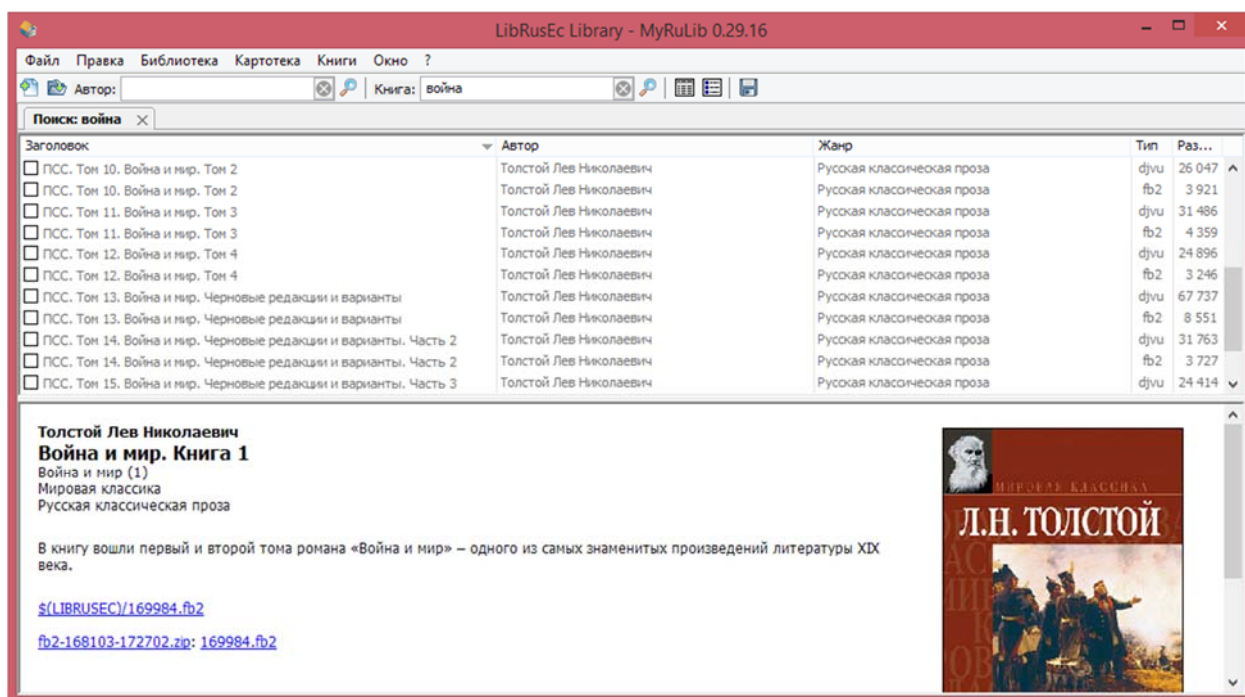 LibRusEc Library - MyRuLib 0.29.16
Файл Правка Библиотека Картотека Книги Окно ?
Автор: Книга: война
Поиск: война
Заголовок Автор Жанр Тип Раз...
ПСС. Том 10. Война и мир. Том 2 Толстой Лев Николаевич Русская классическая проза djvu 26 047
ПСС. Том 10. Война и мир. Том 2 Толстой Лев Николаевич Русская классическая проза fb2 3 921
ПСС. Том 11. Война и мир. Том 3 Толстой Лев Николаевич Русская классическая проза djvu 31 486
ПСС. Том 11. Война и мир. Том 3 Толстой Лев Николаевич Русская классическая проза fb2 4 359
ПСС. Том 12. Война и мир. Том 4 Толстой Лев Николаевич Русская классическая проза djvu 24 896
ПСС. Том 12. Война и мир. Том 4 Толстой Лев Николаевич Русская классическая проза fb2 3 246
ПСС. Том 13. Война и мир. Черновые редакции и варианты Толстой Лев Николаевич Русская классическая проза djvu 67 737
ПСС. Том 13. Война и мир. Черновые редакции и варианты Толстой Лев Николаевич Русская классическая проза fb2 8 551
ПСС. Том 14. Война и мир. Черновые редакции и варианты. Часть 2 Толстой Лев Николаевич Русская классическая проза djvu 31 763
ПСС. Том 14. Война и мир. Черновые редакции и варианты. Часть 2 Толстой Лев Николаевич Русская классическая проза fb2 3 727
ПСС. Том 15. Война и мир. Черновые редакции и варианты. Часть 3 Толстой Лев Николаевич Русская классическая проза djvu 24 414
Толстой Лев Николаевич
Война и мир. Книга 1
Война и мир (1)
Мировая классика
Русская классическая проза
В книгу вошли первый и второй тома романа «Война и мир» – одного из самых знаменитых произведений литературы XIX
века.
$(LIBRUSEC)/169984.fb2
fb2-168103-172702.zip: 169984.fb2
МИРОВАЯ КЛАССИКА
Л.Н. ТОЛСТОЙ